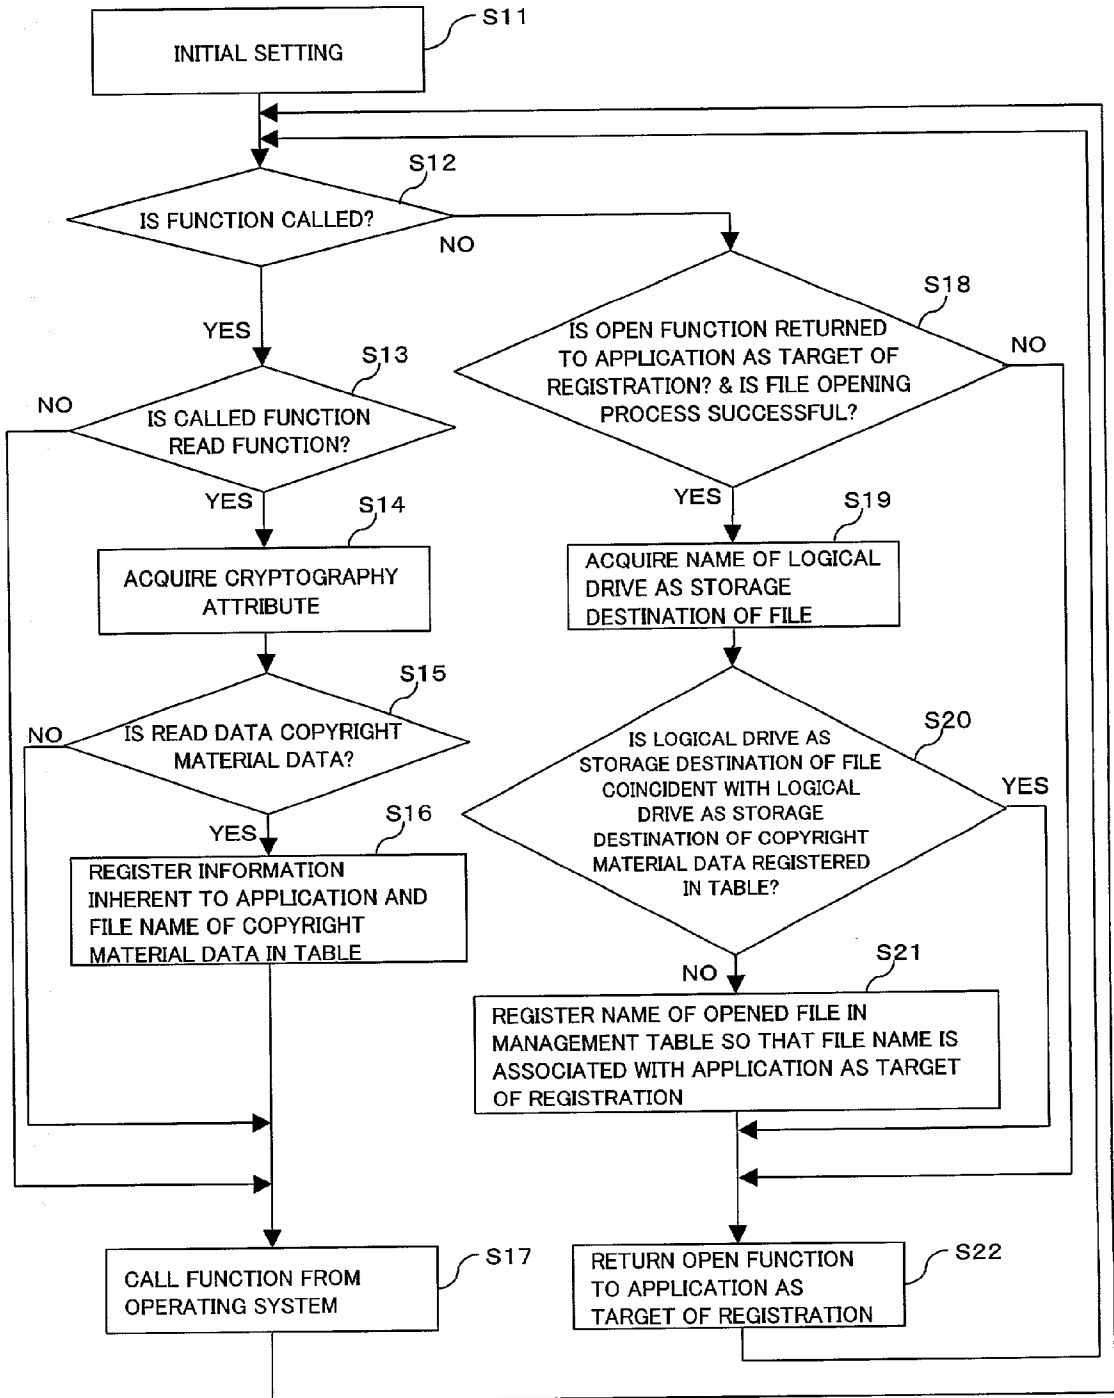 S11
INITIAL SETTING
S12
IS FUNCTION CALLED?
NO
YES
S13
NO
IS CALLED FUNCTION
READ FUNCTION?
YES
S14
ACQUIRE CRYPTOGRAPHY
ATTRIBUTE
S15
NO
IS READ DATA COPYRIGHT
MATERIAL DATA?
YES
S16
REGISTER INFORMATION
INHERENT TO APPLICATION AND
FILE NAME OF COPYRIGHT
MATERIAL DATA IN TABLE
S17
CALL FUNCTION FROM
OPERATING SYSTEM
S18
IS OPEN FUNCTION RETURNED
TO APPLICATION AS TARGET OF
REGISTRATION? & IS FILE OPENING
PROCESS SUCCESSFUL?
NO
YES
S19
ACQUIRE NAME OF LOGICAL
DRIVE AS STORAGE
DESTINATION OF FILE
S20
IS LOGICAL DRIVE AS
STORAGE DESTINATION OF FILE
COINCIDENT WITH LOGICAL
DRIVE AS STORAGE
DESTINATION OF COPYRIGHT
MATERIAL DATA REGISTERED
IN TABLE?
YES
NO
S21
REGISTER NAME OF OPENED FILE IN
MANAGEMENT TABLE SO THAT FILE NAME IS
ASSOCIATED WITH APPLICATION AS TARGET
OF REGISTRATION
S22
RETURN OPEN FUNCTION
TO APPLICATION AS
TARGET OF REGISTRATION